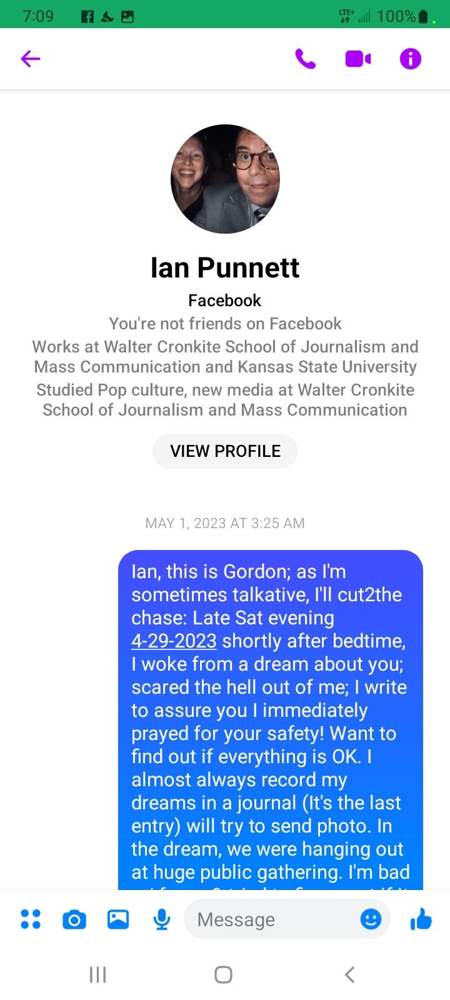 7:09
LTE+
100%
Ian Punnett
Facebook
You're not friends on Facebook
Works at Walter Cronkite School of Journalism and
Mass Communication and Kansas State University
Studied Pop culture, new media at Walter Cronkite
School of Journalism and Mass Communication
VIEW PROFILE
MAY 1, 2023 AT 3:25 AM
Ian, this is Gordon; as I'm
sometimes talkative, I'll cut2the
chase: Late Sat evening
4-29-2023 shortly after bedtime,
I woke from a dream about you;
scared the hell out of me; I write
to assure you I immediately
prayed for your safety! Want to
find out if everything is OK. I
almost always record my
dreams in a journal (It's the last
entry) will try to send photo. In
the dream, we were hanging out
at huge public gathering. I'm bad
Message